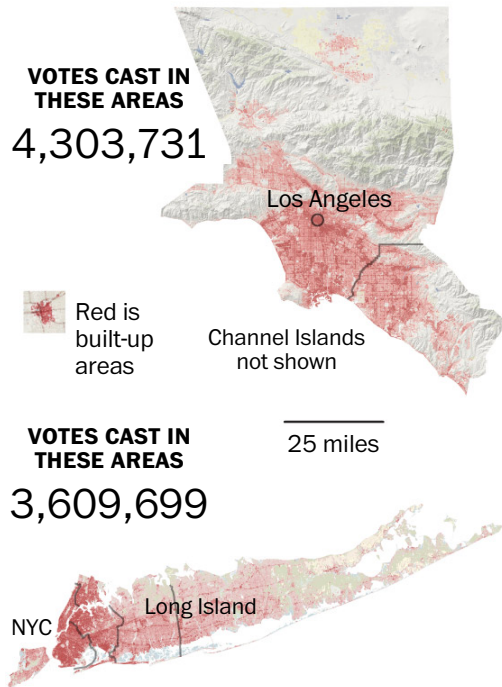 VOTES CAST IN
THESE AREAS
4,303,731
Los Angeles
Red is
built-up
areas
Channel Islands
not shown
25 miles
VOTES CAST IN
THESE AREAS
3,609,699
Long Island
NYC